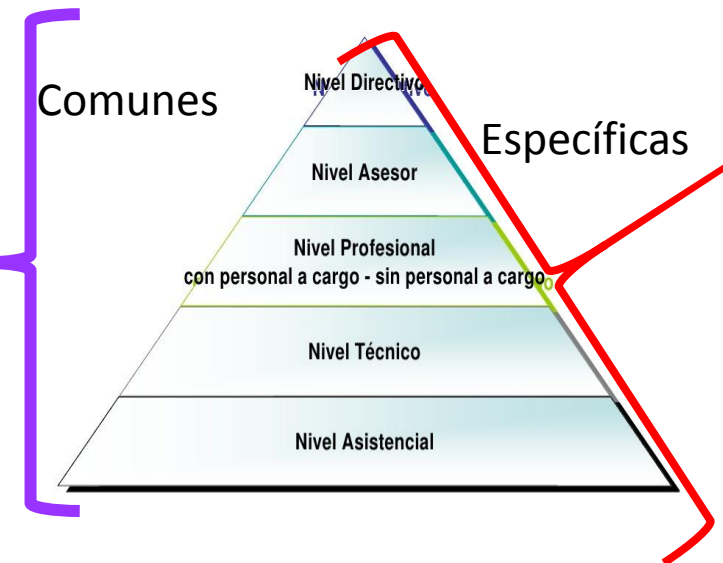 Nivel Directivo
Comunes
Específicas
Nivel Asesor
Nivel Profesional
con personal a cargo - sin personal a cargo
Nivel Técnico
Nivel Asistencial